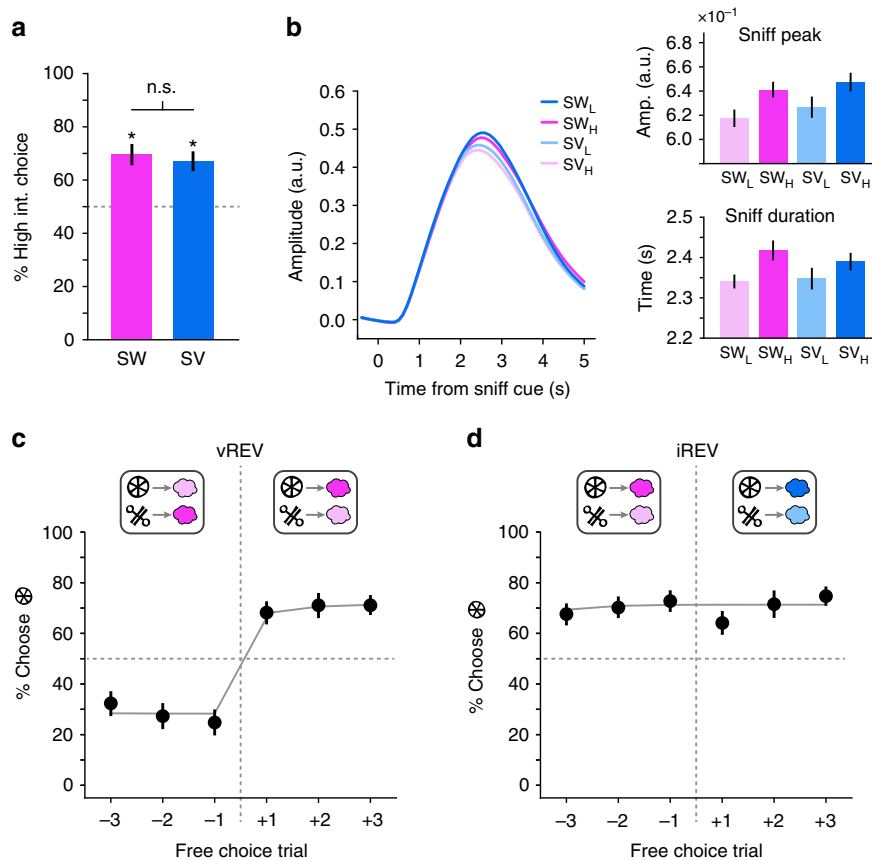 a
100
80
60
40
20
0
% High int. choice
n.s.
*
*
SW
SV
b
0.6
0.5
0.4
0.3
0.2
0.1
0.0
Amplitude (a.u.)
0 1 2 3 4 5
Time from sniff cue (s)
SW_L
SW_H
SV_L
SV_H
×10⁻¹
Sniff peak
6.8
6.6
6.2
6.0
Amp. (a.u.)
SW_L SW_H SV_L SV_H
Sniff duration
2.5
2.3
2.2
Time (s)
SW_L SW_H SV_L SV_H
c
vREV
100
80
60
40
20
0
% Choose
–3 –2 –1 +1 +2 +3
Free choice trial
d
iREV
100
80
60
40
20
0
% Choose
–3 –2 –1 +1 +2 +3
Free choice trial